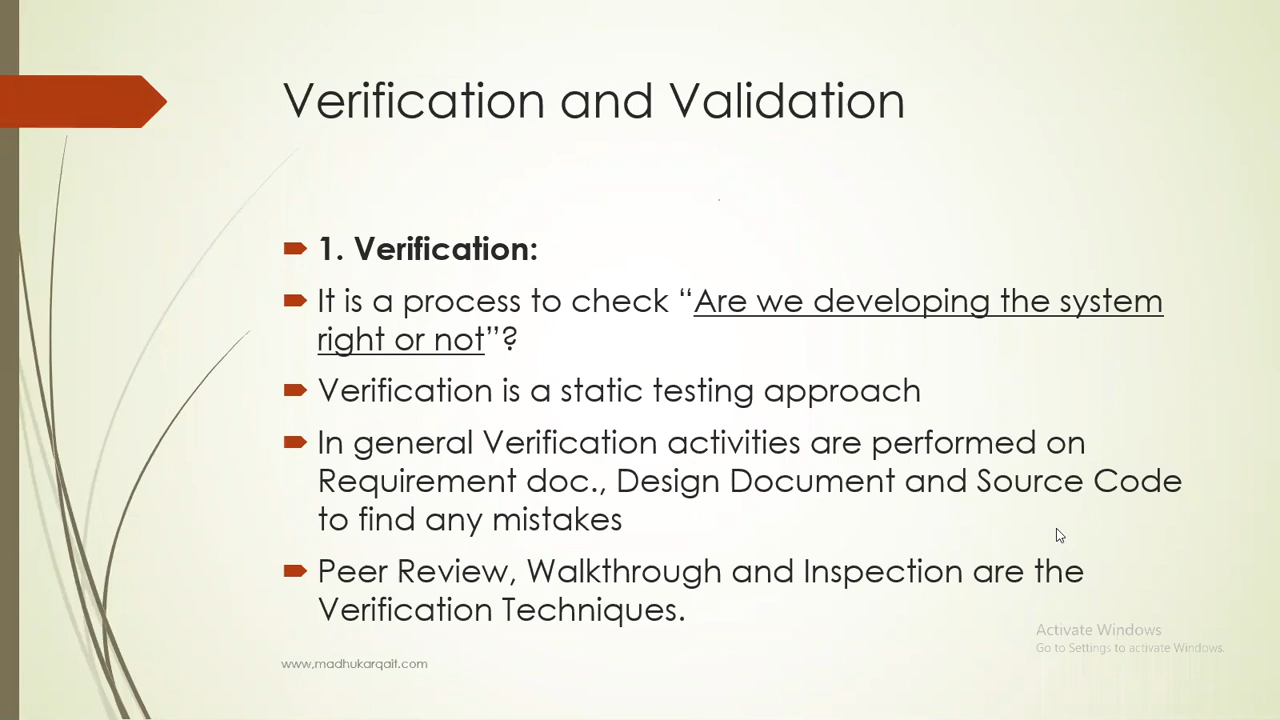 Verification and Validation
1. Verification:
It is a process to check “Are we developing the system
right or not”?
Verification is a static testing approach
In general Verification activities are performed on
Requirement doc., Design Document and Source Code
to find any mistakes
Peer Review, Walkthrough and Inspection are the
Verification Techniques.
www.madhukarqait.com
Activate Windows
Go to Settings to activate Windows.